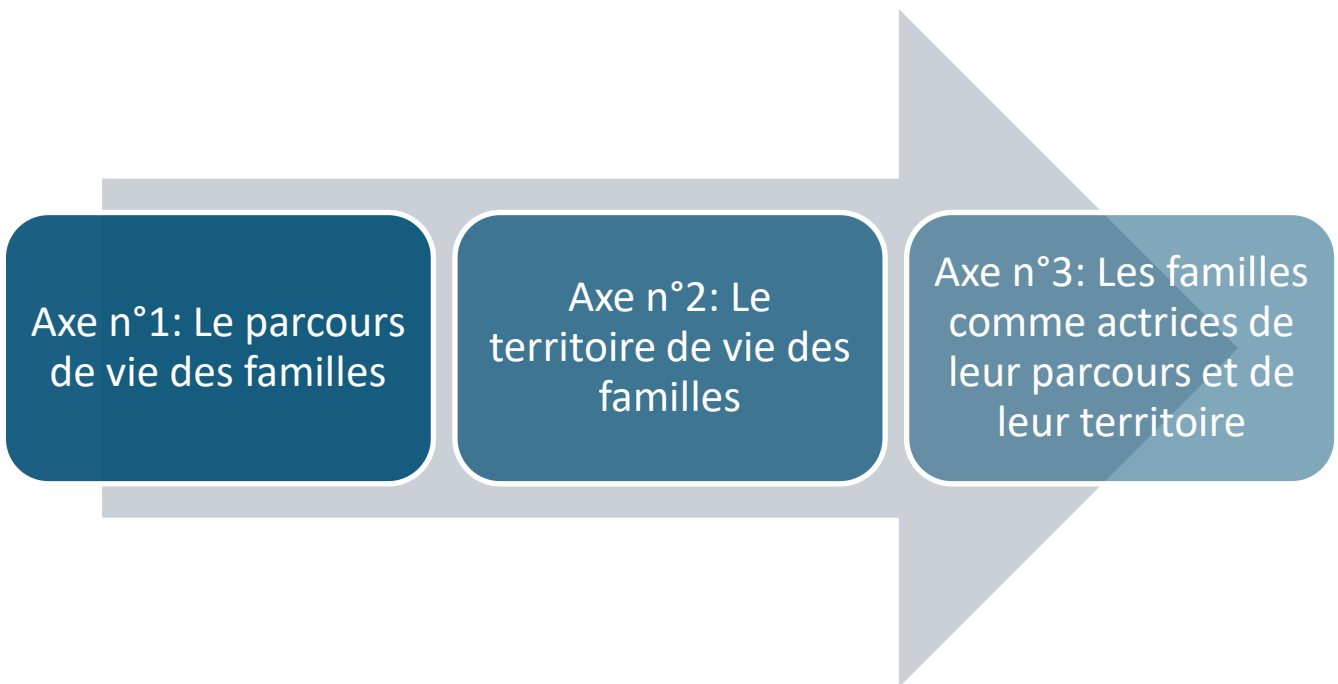 Axe n°1: Le parcours
de vie des familles
Axe n°2: Le
territoire de vie des
familles
Axe n°3: Les familles
comme actrices de
leur parcours et de
leur territoire